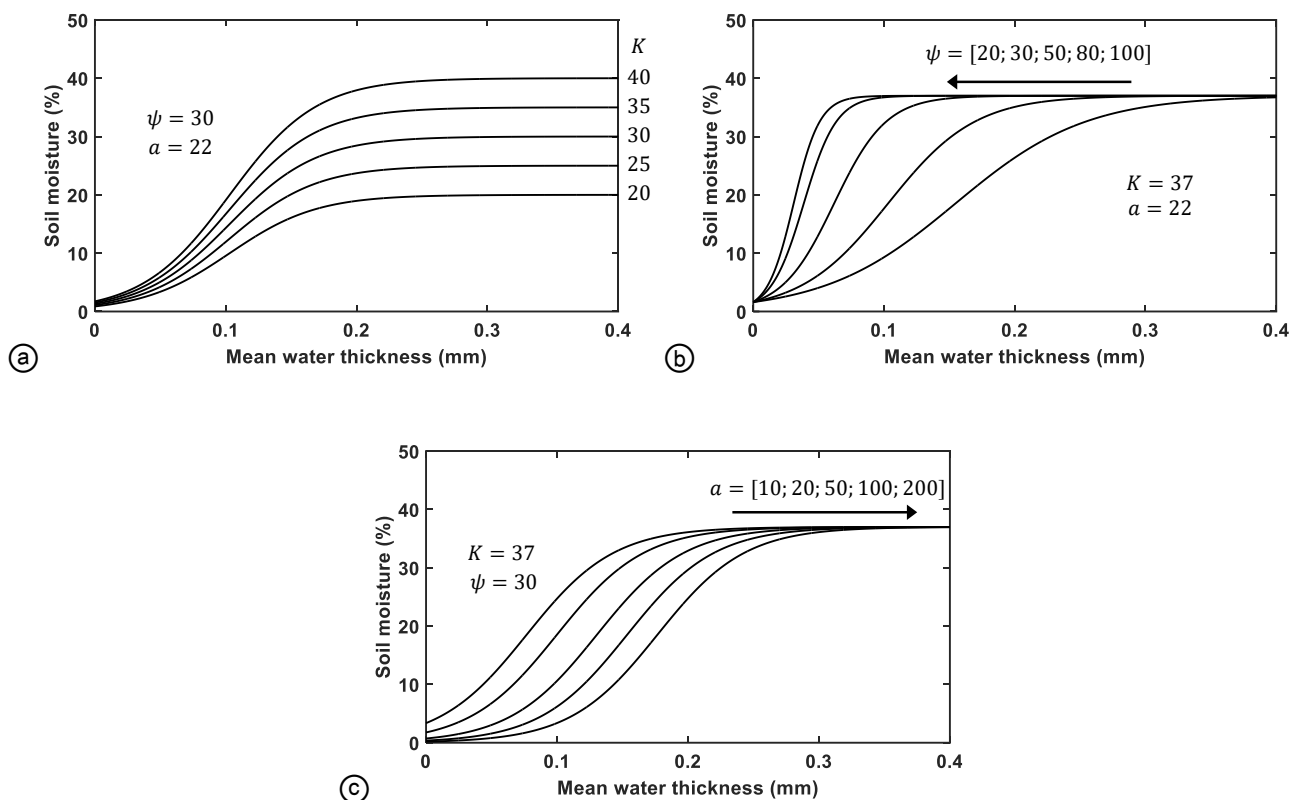 50
40
30
20
10
0
Soil moisture (%)
ψ = 30
a = 22
K
40
35
30
25
20
0 0.1 0.2 0.3 0.4
Mean water thickness (mm)
a
50
40
30
20
10
0
Soil moisture (%)
ψ = [20; 30; 50, 80; 100]
K = 37
a = 22
0 0.1 0.2 0.3 0.4
Mean water thickness (mm)
b
50
40
30
20
10
0
Soil moisture (%)
a = [10; 20; 50; 100; 200]
K = 37
ψ = 30
0 0.1 0.2 0.3 0.4
Mean water thickness (mm)
c